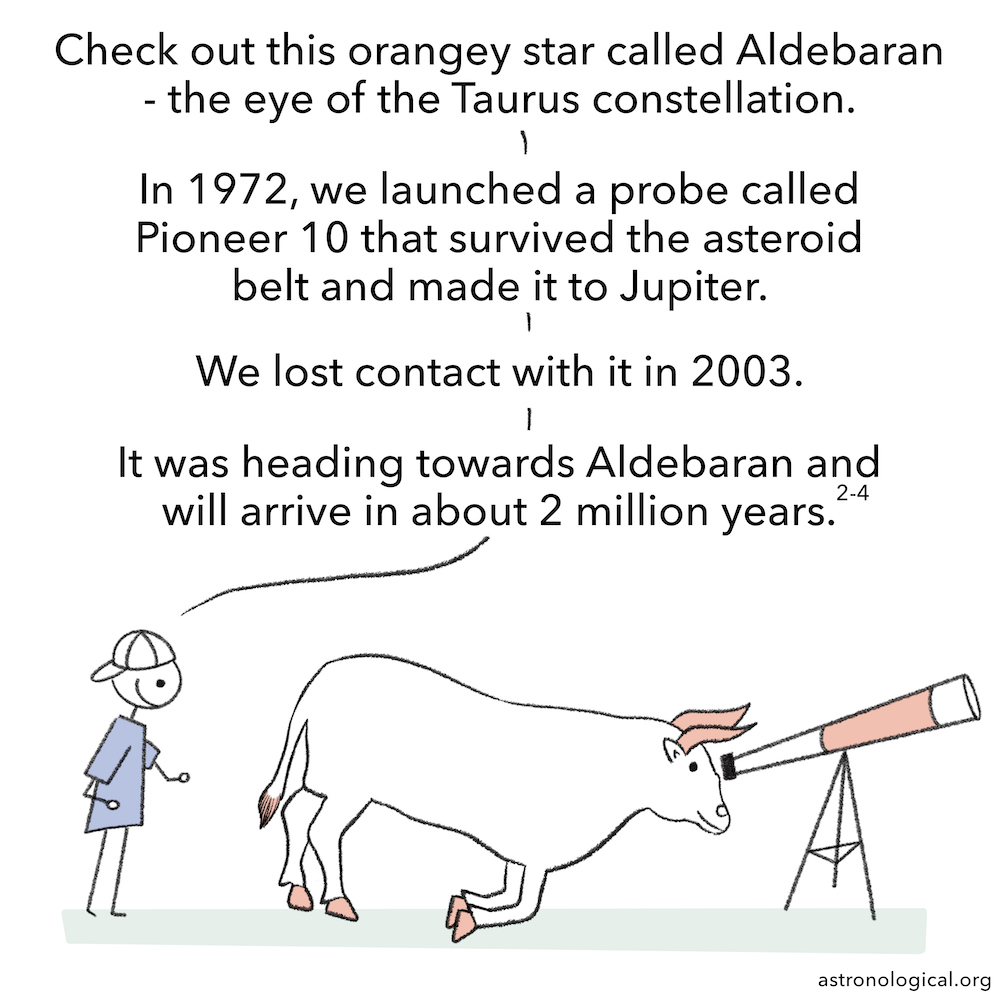 Check out this orangey star called Aldebaran
- the eye of the Taurus constellation.
In 1972, we launched a probe called
Pioneer 10 that survived the asteroid
belt and made it to Jupiter.
We lost contact with it in 2003.
It was heading towards Aldebaran and
will arrive in about 2 million years.2-4
astronological.org